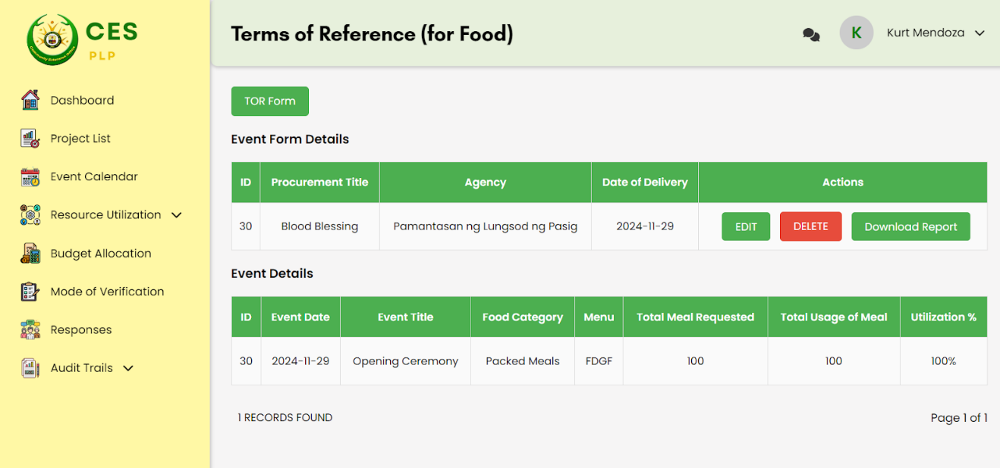 CES
PLP
Dashboard
Project List
Event Calendar
Resource Utilization
Budget Allocation
Mode of Verification
Responses
Audit Trails
Terms of Reference (for Food)
K Kurt Mendoza
TOR Form
Event Form Details
ID Procurement Title Agency Date of Delivery Actions
30 Blood Blessing Pamantasan ng Lungsod ng Pasig 2024-11-29 EDIT DELETE Download Report
Event Details
ID Event Date Event Title Food Category Menu Total Meal Requested Total Usage of Meal Utilization %
30 2024-11-29 Opening Ceremony Packed Meals FDGF 100 100 100%
1 RECORDS FOUND Page 1 of 1